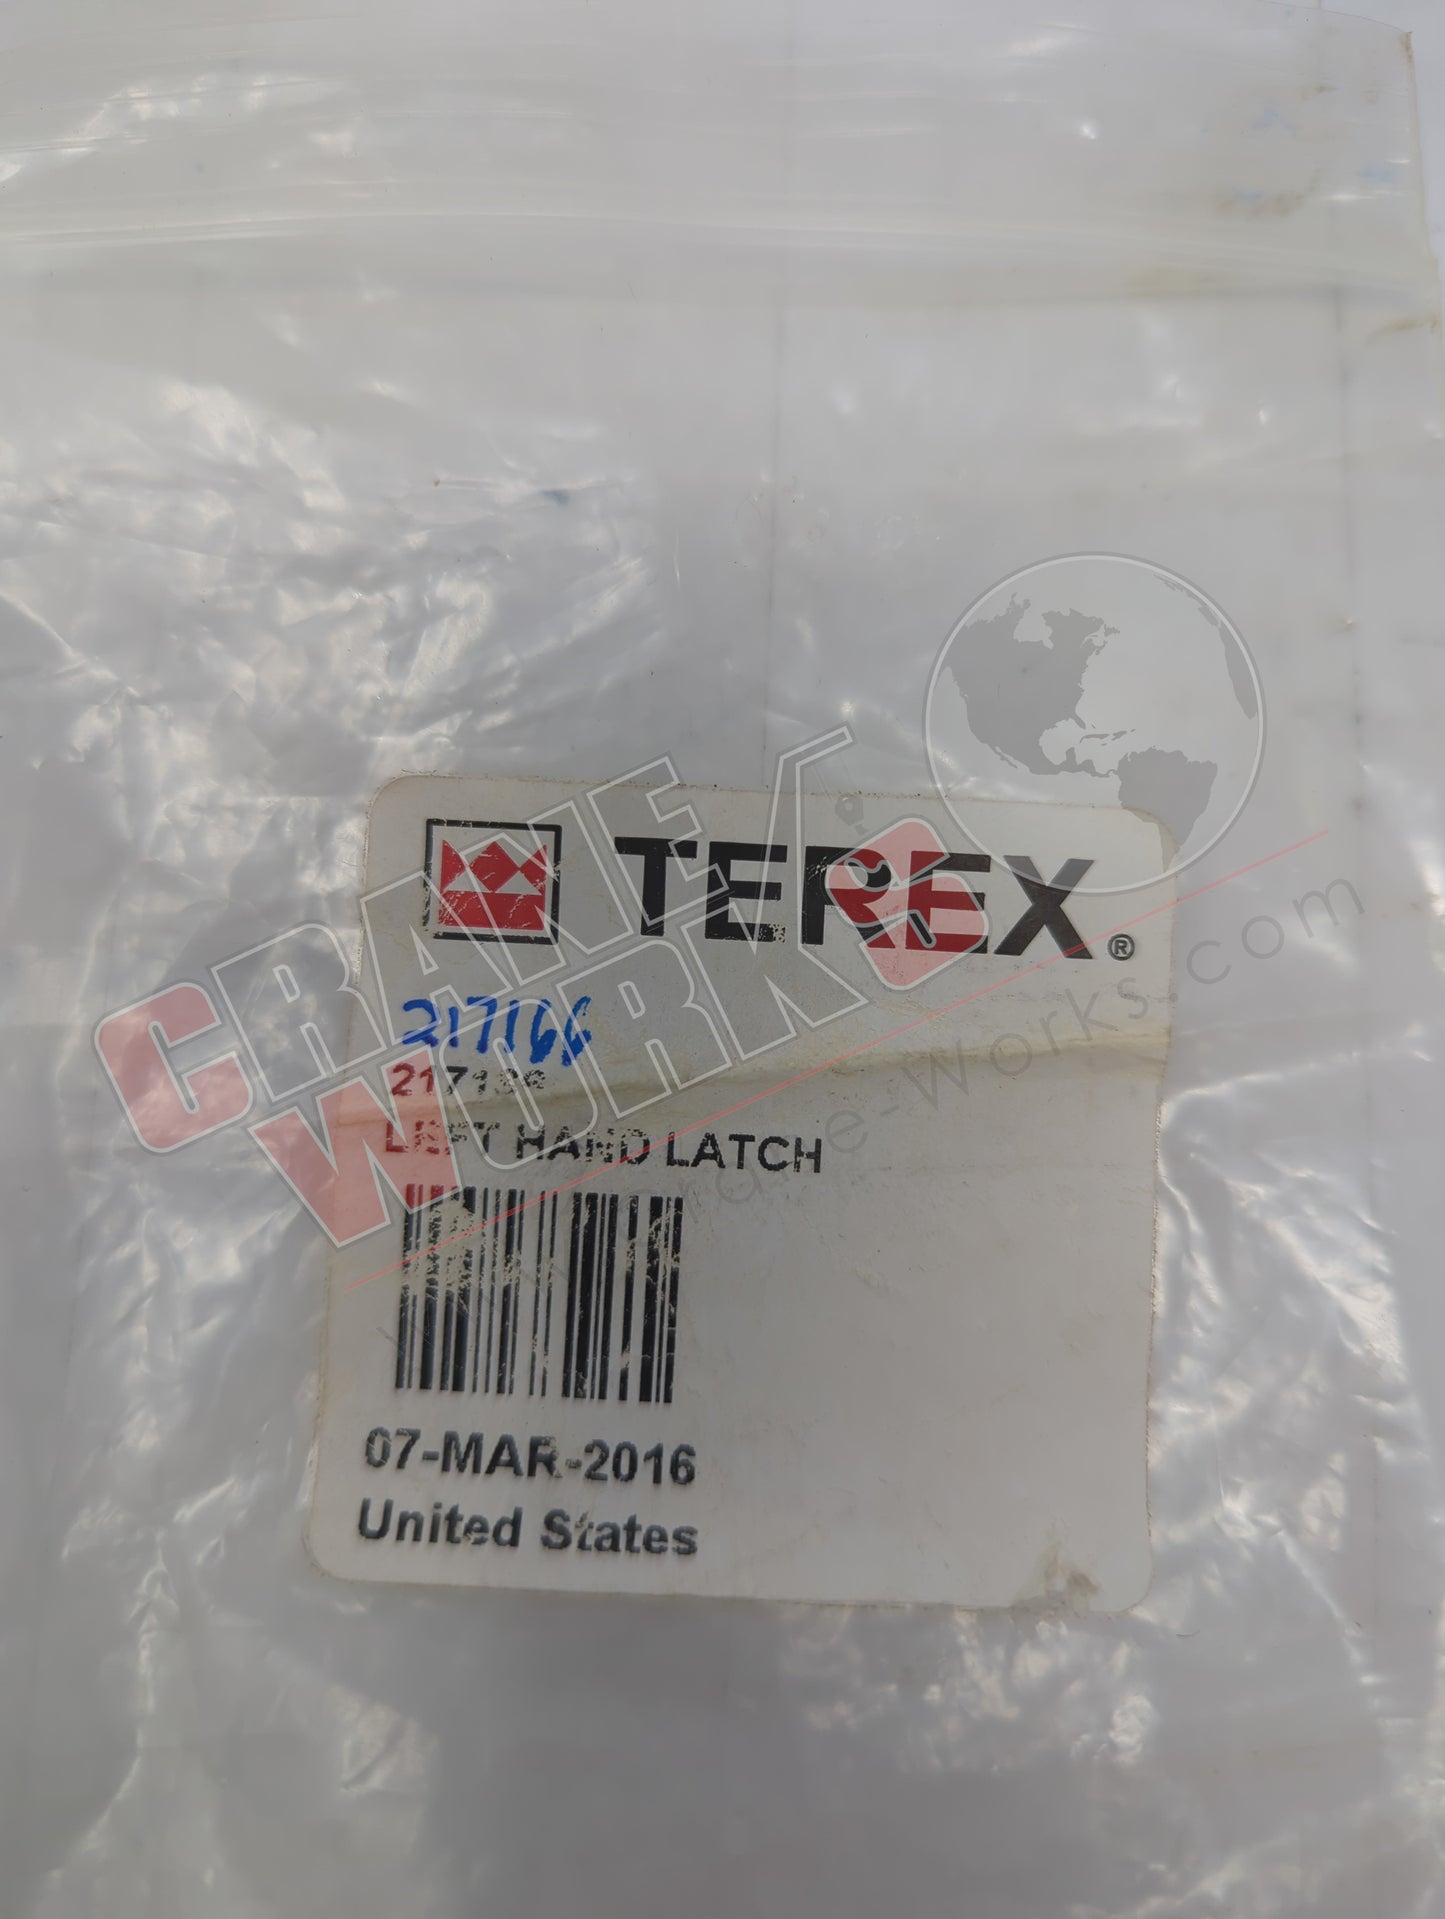 TEREX®
217166
LEFT HAND LATCH
07-MAR-2016
United States
CRANE
WORKS
www.Crane-Works.com